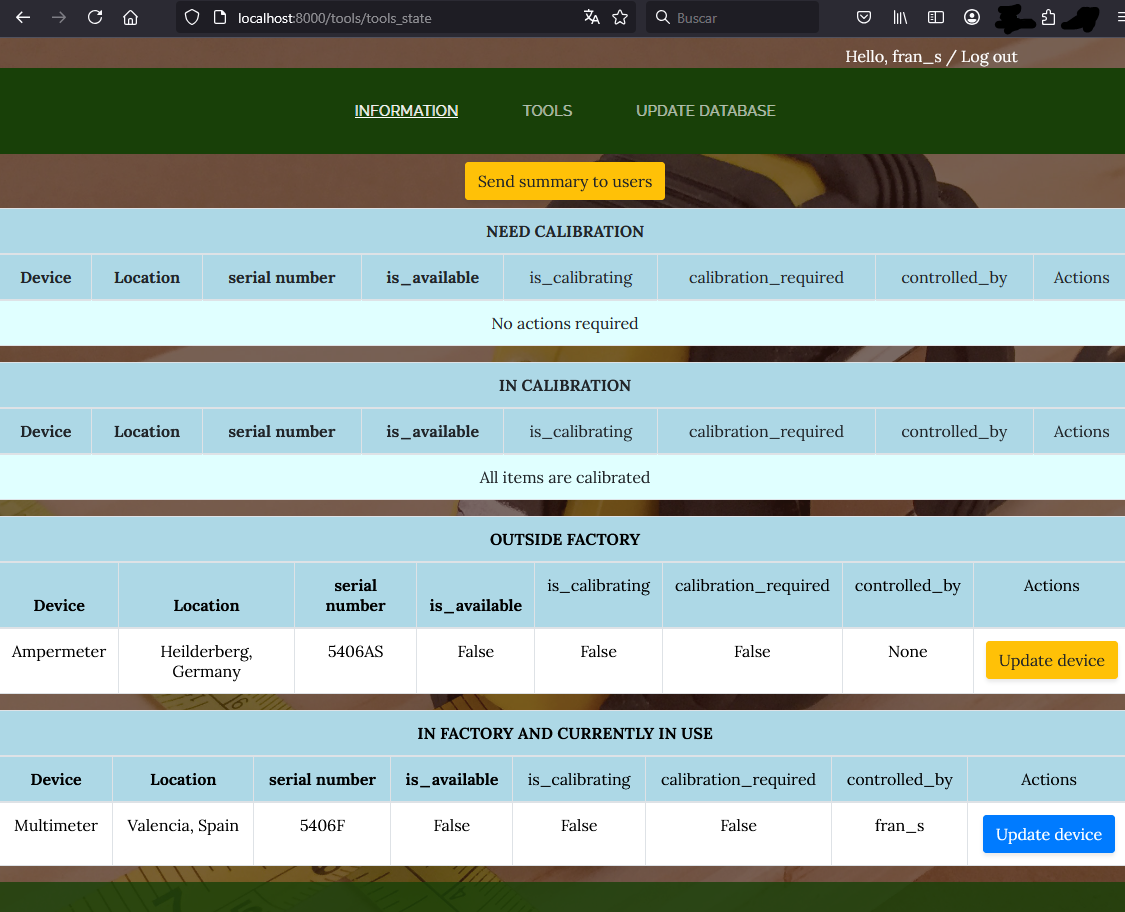 localhost:8000/tools/tools_state
Buscar
Hello, fran_s / Log out
INFORMATION TOOLS UPDATE DATABASE
Send summary to users
NEED CALIBRATION
Device Location serial number is_available is_calibrating calibration_required controlled_by Actions
No actions required
IN CALIBRATION
Device Location serial number is_available is_calibrating calibration_required controlled_by Actions
All items are calibrated
OUTSIDE FACTORY
Device Location serial number is_available is_calibrating calibration_required controlled_by Actions
Ampermeter Heilderberg, Germany 5406AS False False False None Update device
IN FACTORY AND CURRENTLY IN USE
Device Location serial number is_available is_calibrating calibration_required controlled_by Actions
Multimeter Valencia, Spain 5406F False False False fran_s Update device